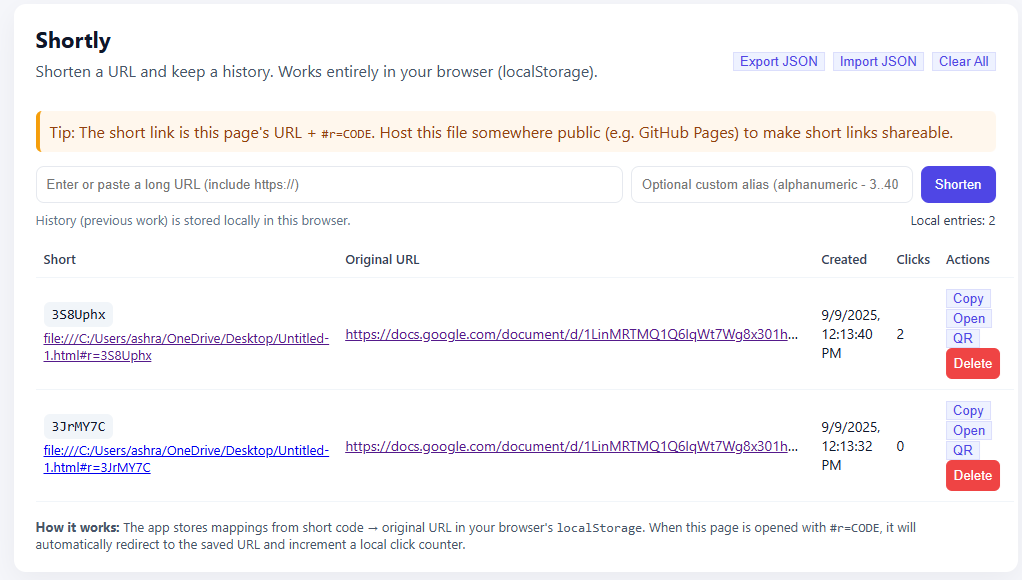 Shortly
Shorten a URL and keep a history. Works entirely in your browser (localStorage).
Export JSON Import JSON Clear All
Tip: The short link is this page's URL + #r=CODE. Host this file somewhere public (e.g. GitHub Pages) to make short links shareable.
Enter or paste a long URL (include https://) Optional custom alias (alphanumeric - 3..40 Shorten
History (previous work) is stored locally in this browser. Local entries: 2
Short Original URL Created Clicks Actions
3S8Uphx
file:///C:/Users/ashra/OneDrive/Desktop/Untitled-
1.html#r=3S8Uphx
https://docs.google.com/document/d/1LinMRTMQ1Q6IqWt7Wg8x301h...
9/9/2025,
12:13:40
PM
2
Copy
Open
QR
Delete
3JrMY7C
file:///C:/Users/ashra/OneDrive/Desktop/Untitled-
1.html#r=3JrMY7C
https://docs.google.com/document/d/1LinMRTMQ1Q6IqWt7Wg8x301h...
9/9/2025,
12:13:32
PM
0
Copy
Open
QR
Delete
How it works: The app stores mappings from short code → original URL in your browser's localStorage. When this page is opened with #r=CODE, it will
automatically redirect to the saved URL and increment a local click counter.